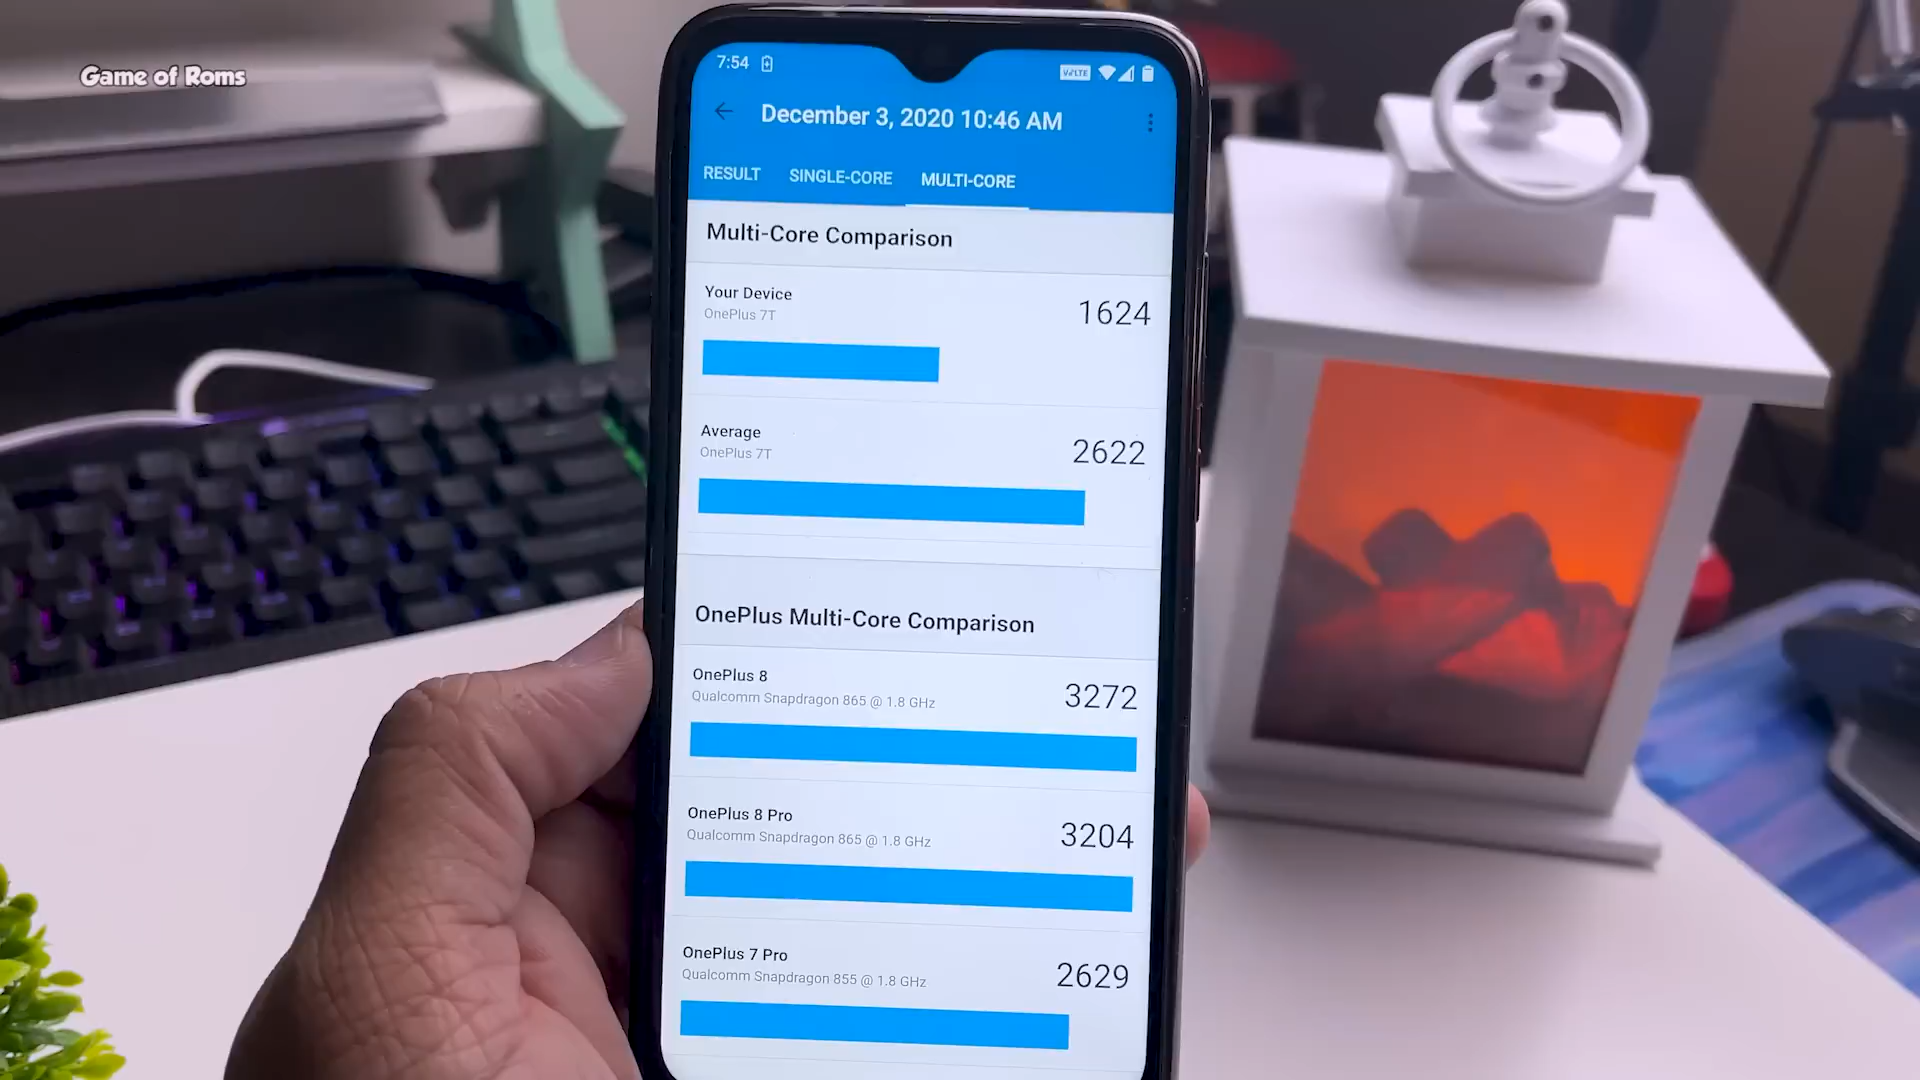 Game of Roms
7:54
VoLTE
December 3, 2020 10:46 AM
RESULT SINGLE-CORE MULTI-CORE
Multi-Core Comparison
Your Device
OnePlus 7T
1624
Average
OnePlus 7T
2622
OnePlus Multi-Core Comparison
OnePlus 8
Qualcomm Snapdragon 865 @ 1.8 GHz
3272
OnePlus 8 Pro
Qualcomm Snapdragon 865 @ 1.8 GHz
3204
OnePlus 7 Pro
Qualcomm Snapdragon 855 @ 1.8 GHz
2629